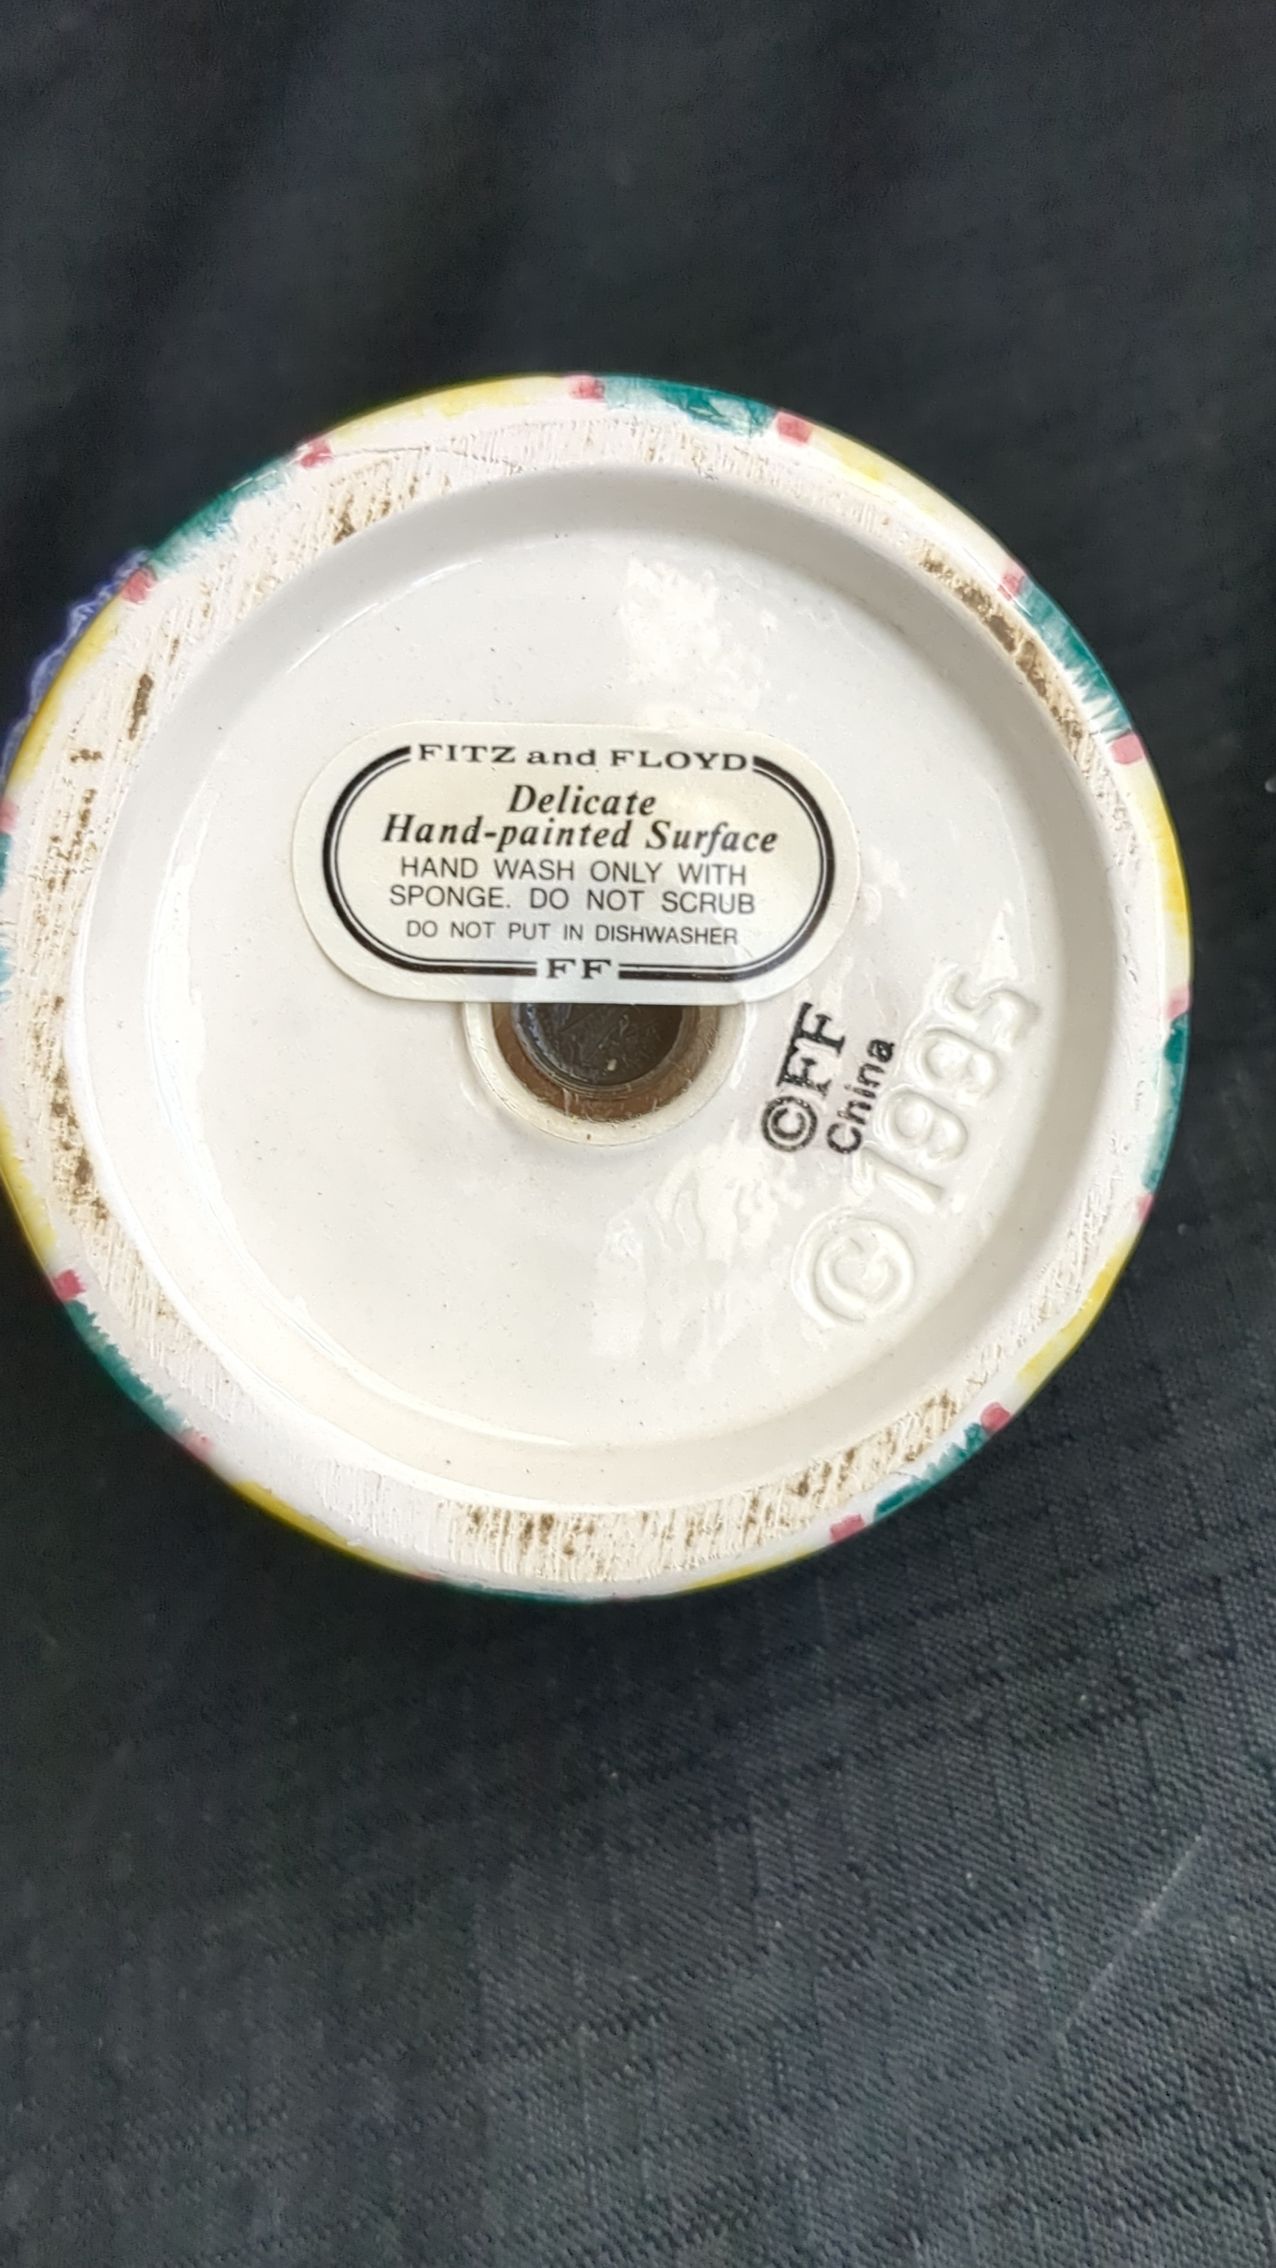 FITZ and FLOYD
Delicate
Hand-painted Surface
HAND WASH ONLY WITH
SPONGE. DO NOT SCRUB
DO NOT PUT IN DISHWASHER
FF
©FF
China
©1995